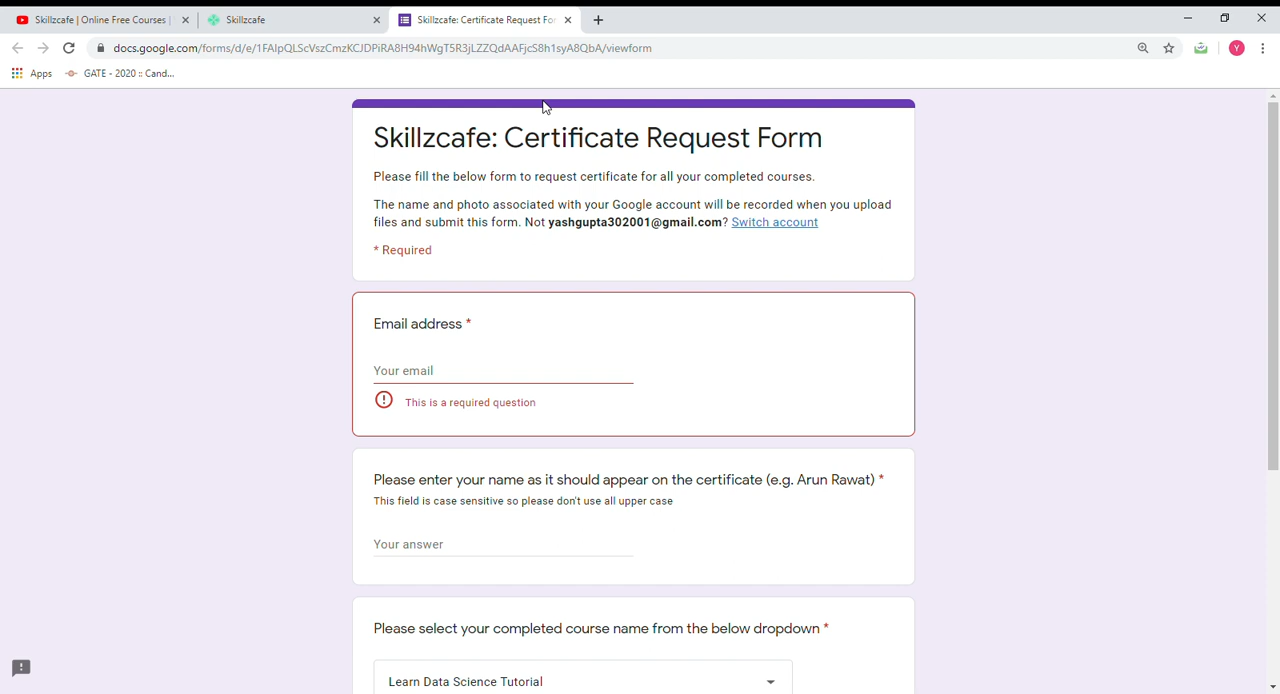 Skillzcafe | Online Free Courses |
Skillzcafe
Skillzcafe: Certificate Request For
docs.google.com/forms/d/e/1FAIpQLScVszCmzKCJDPiRA8H94hWgT5R3jLZZQdAAFjcS8h1syA8QbA/viewform
Y
Apps
GATE - 2020 :: Cand...
Skillzcafe: Certificate Request Form
Please fill the below form to request certificate for all your completed courses.
The name and photo associated with your Google account will be recorded when you upload
files and submit this form. Not yashgupta302001@gmail.com? Switch account
* Required
Email address *
Your email
This is a required question
Please enter your name as it should appear on the certificate (e.g. Arun Rawat) *
This field is case sensitive so please don't use all upper case
Your answer
Please select your completed course name from the below dropdown *
Learn Data Science Tutorial